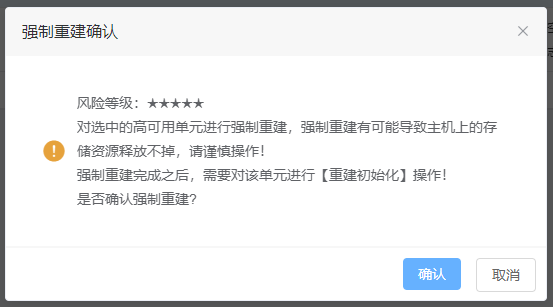 强制重建确认
风险等级：★★★★★
对选中的高可用单元进行强制重建，强制重建有可能导致主机上的存
储资源释放不掉，请谨慎操作！
强制重建完成之后，需要对该单元进行【重建初始化】操作！
是否确认强制重建？
确认
取消